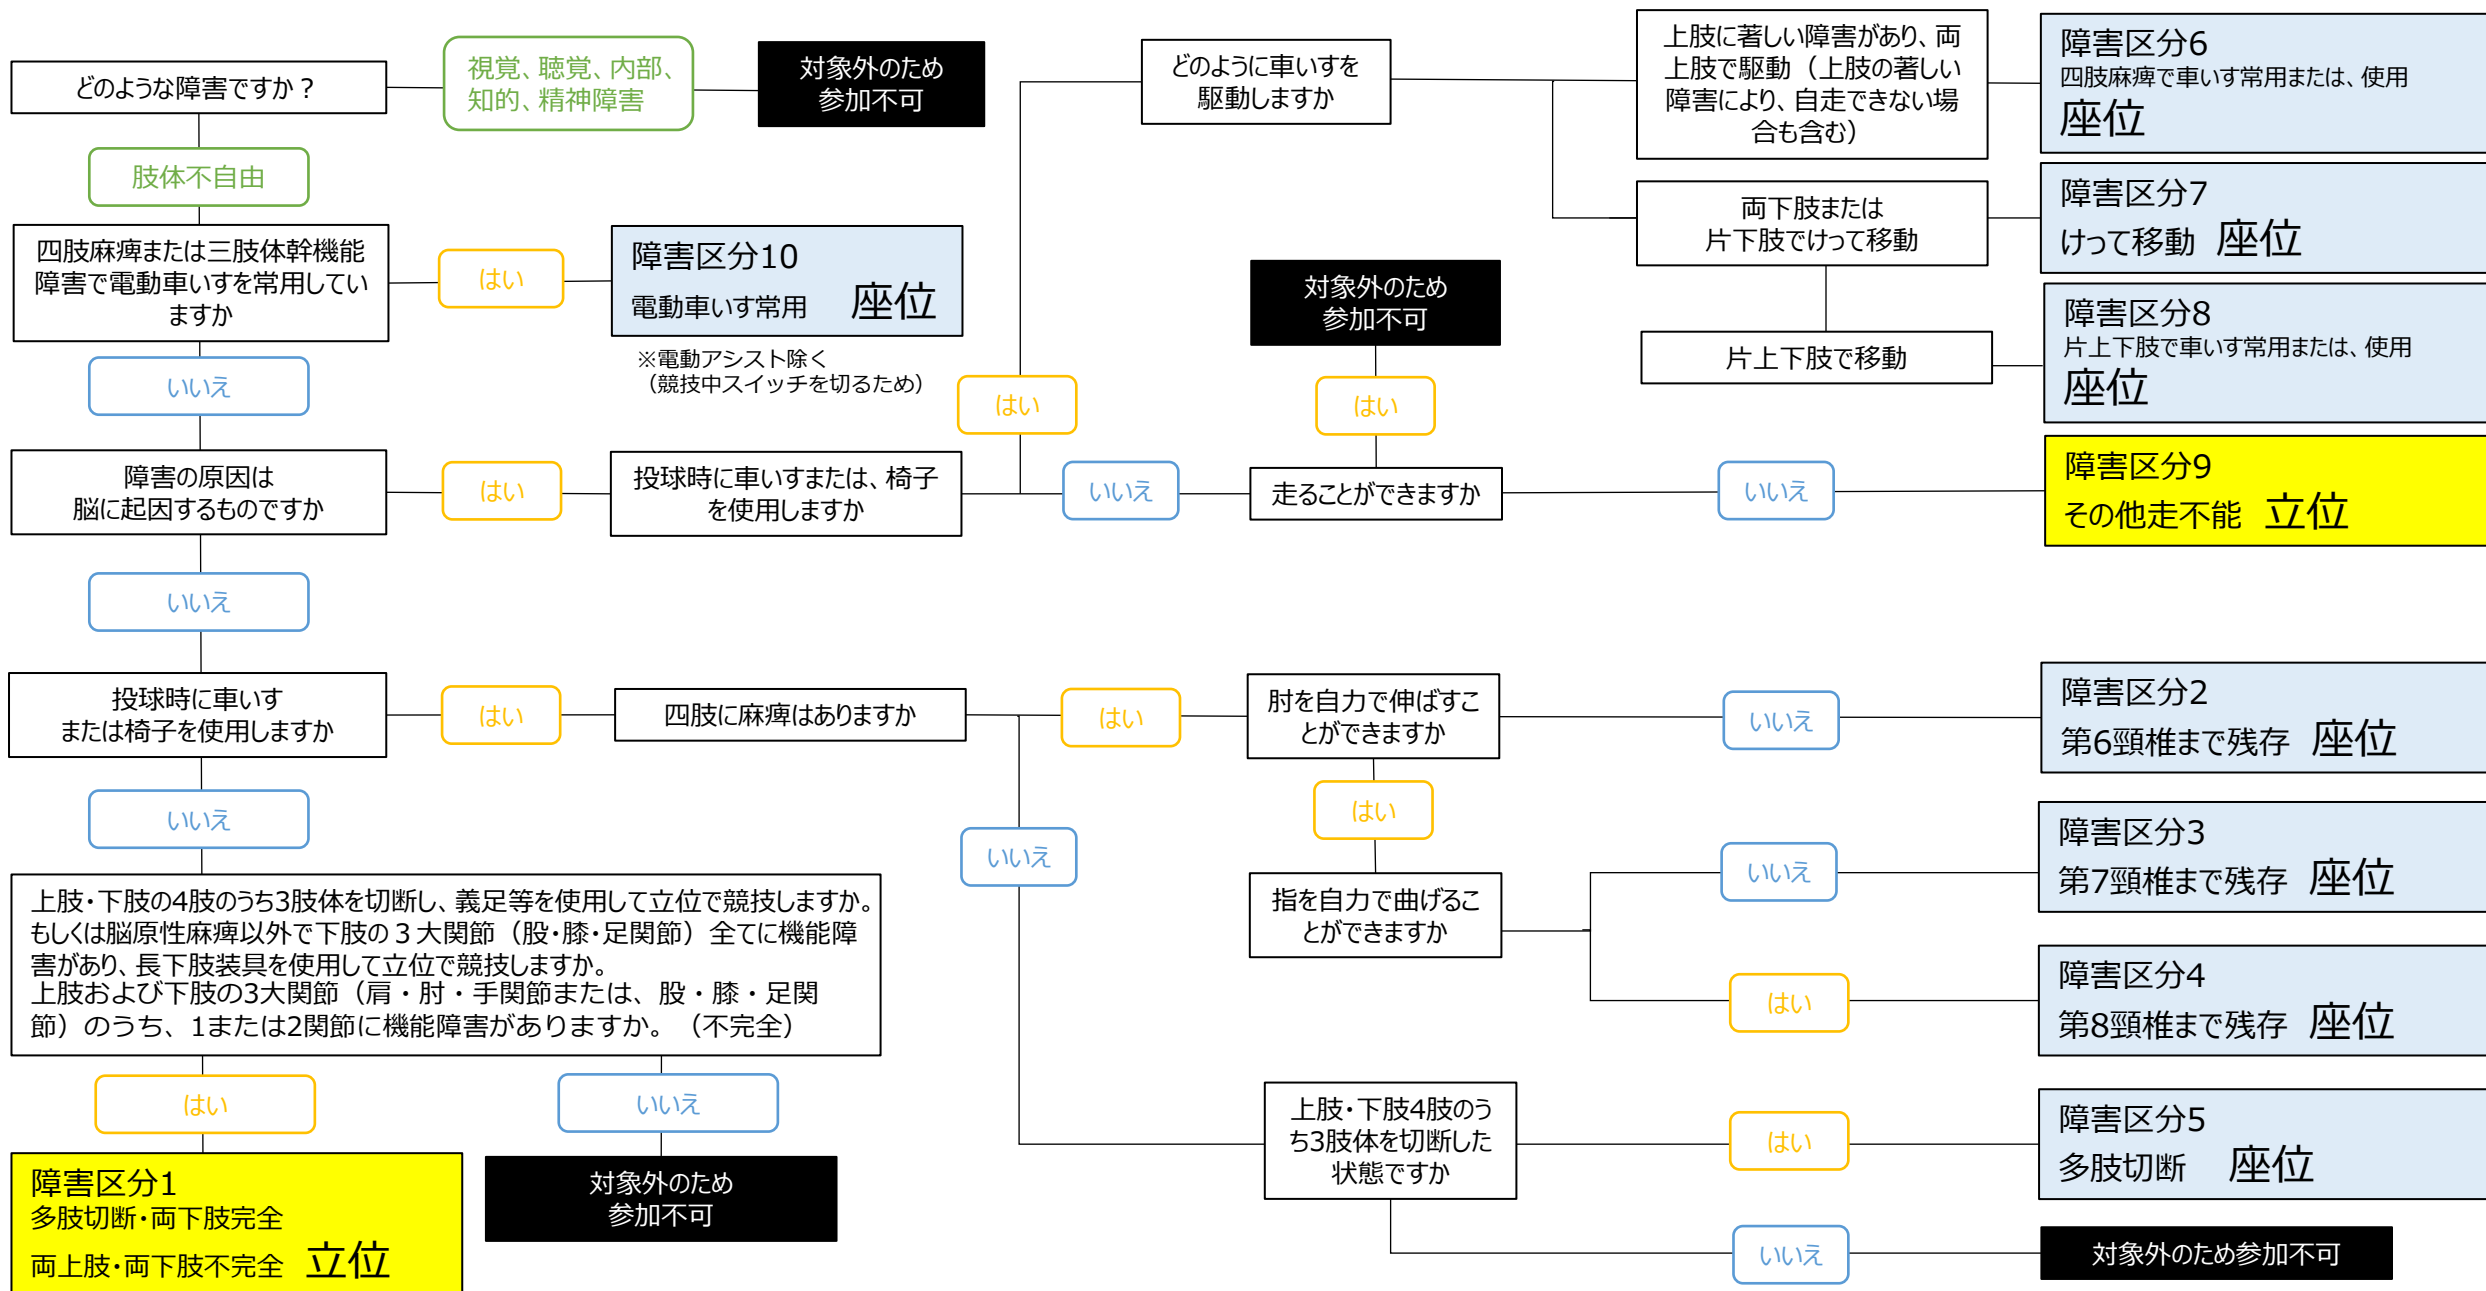 どのような障害ですか？
視覚、聴覚、内部、
知的、精神障害
対象外のため
参加不可
肢体不自由
四肢麻痺または三肢体幹機能
障害で電動車いすを常用してい
ますか
はい
障害区分10
電動車いす常用 座位
※電動アシスト除く
（競技中スイッチを切るため）
いいえ
障害の原因は
脳に起因するものですか
はい
投球時に車いすまたは、椅子
を使用しますか
はい
どのように車いすを
駆動しますか
上肢に著しい障害があり、両
上肢で駆動（上肢の著しい
障害により、自走できない場
合も含む）
障害区分6
四肢麻痺で車いす常用または、使用
座位
両下肢または
片下肢でけって移動
障害区分7
けって移動 座位
片上下肢で移動
障害区分8
片上下肢で車いす常用または、使用
座位
いいえ
走ることができますか
はい
対象外のため
参加不可
いいえ
障害区分9
その他走不能 立位
いいえ
投球時に車いす
または椅子を使用しますか
はい
四肢に麻痺はありますか
はい
肘を自力で伸ばすこ
とができますか
いいえ
障害区分2
第6頸椎まで残存 座位
はい
指を自力で曲げるこ
とができますか
いいえ
障害区分3
第7頸椎まで残存 座位
はい
障害区分4
第8頸椎まで残存 座位
いいえ
上肢・下肢4肢のう
ち3肢体を切断した
状態ですか
はい
障害区分5
多肢切断 座位
いいえ
対象外のため参加不可
いいえ
上肢・下肢の4肢のうち3肢体を切断し、義足等を使用して立位で競技しますか。
もしくは脳原性麻痺以外で下肢の３大関節（股・膝・足関節）全てに機能障
害があり、長下肢装具を使用して立位で競技しますか。
上肢および下肢の3大関節（肩・肘・手関節または、股・膝・足関
節）のうち、1または2関節に機能障害がありますか。（不完全）
はい
障害区分1
多肢切断・両下肢完全
両上肢・両下肢不完全 立位
いいえ
対象外のため
参加不可